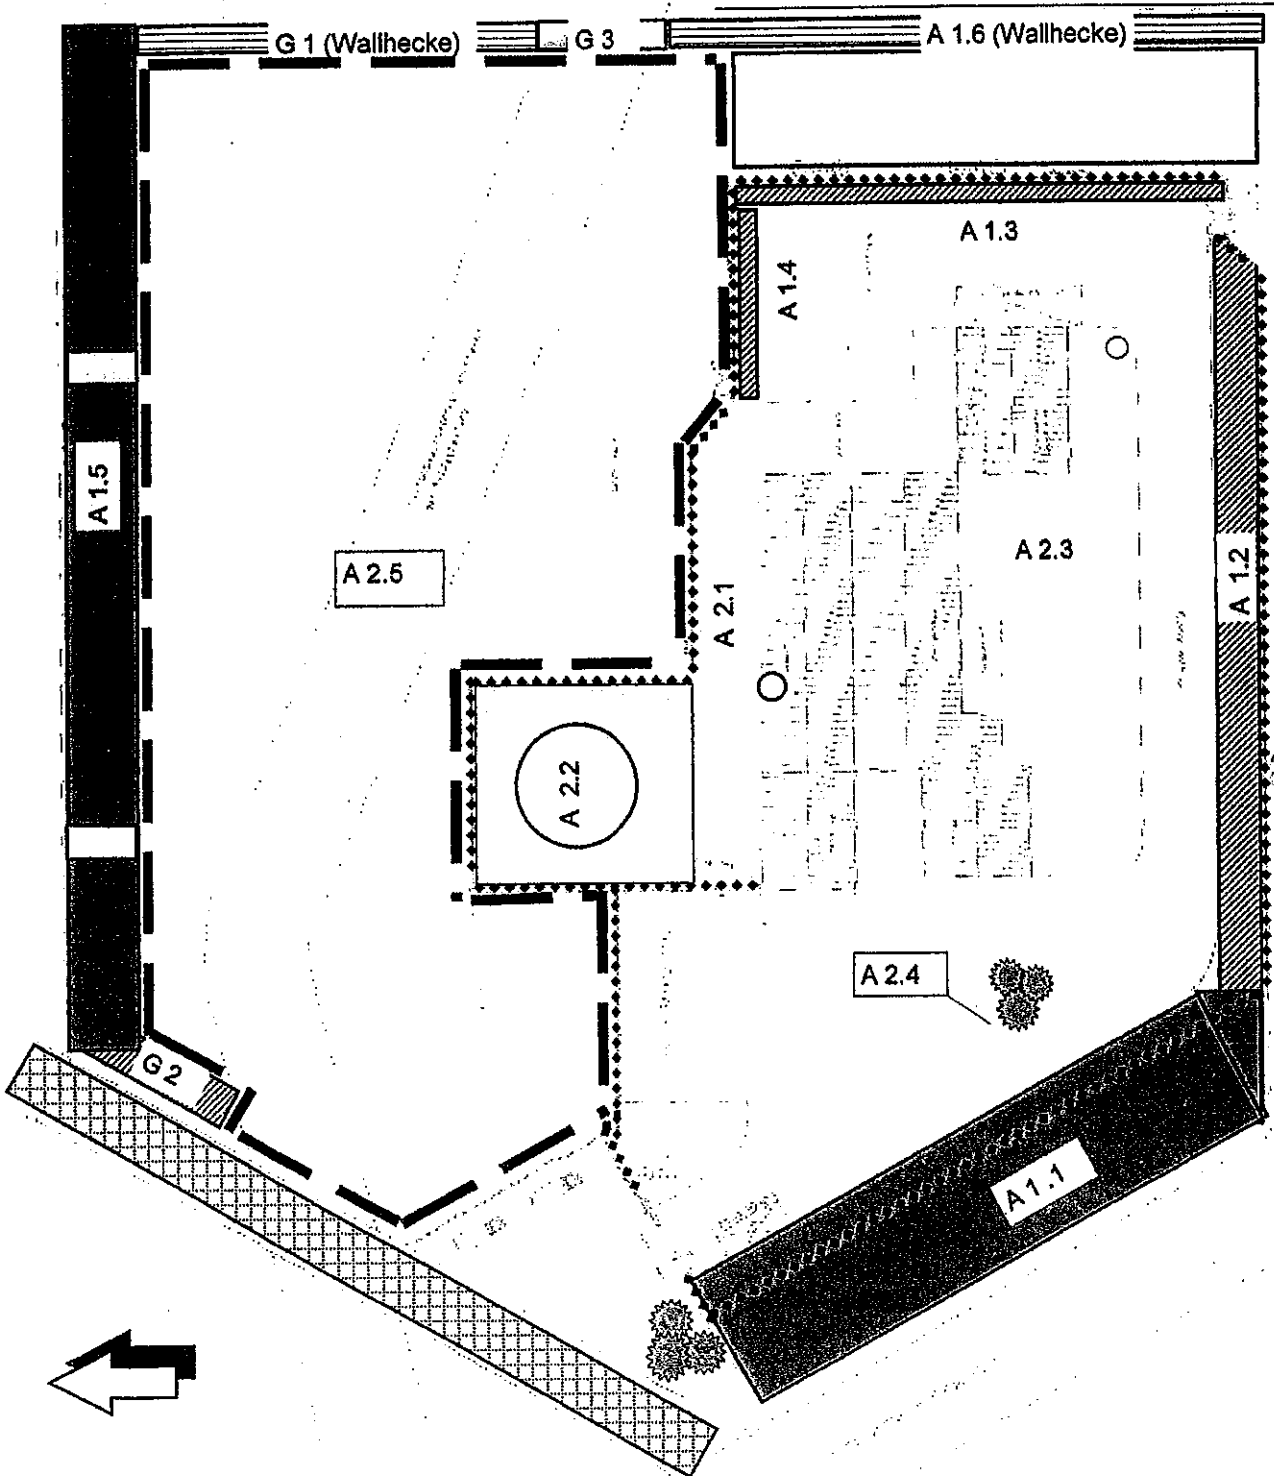 G 1 (Wallhecke)
G 3
A 1.6 (Wallhecke)
A 1.3
A 1.4
A 1.5
A 2.5
A 2.1
A 2.3
A 1.2
A 2.2
A 2.4
G 2
A 1.1